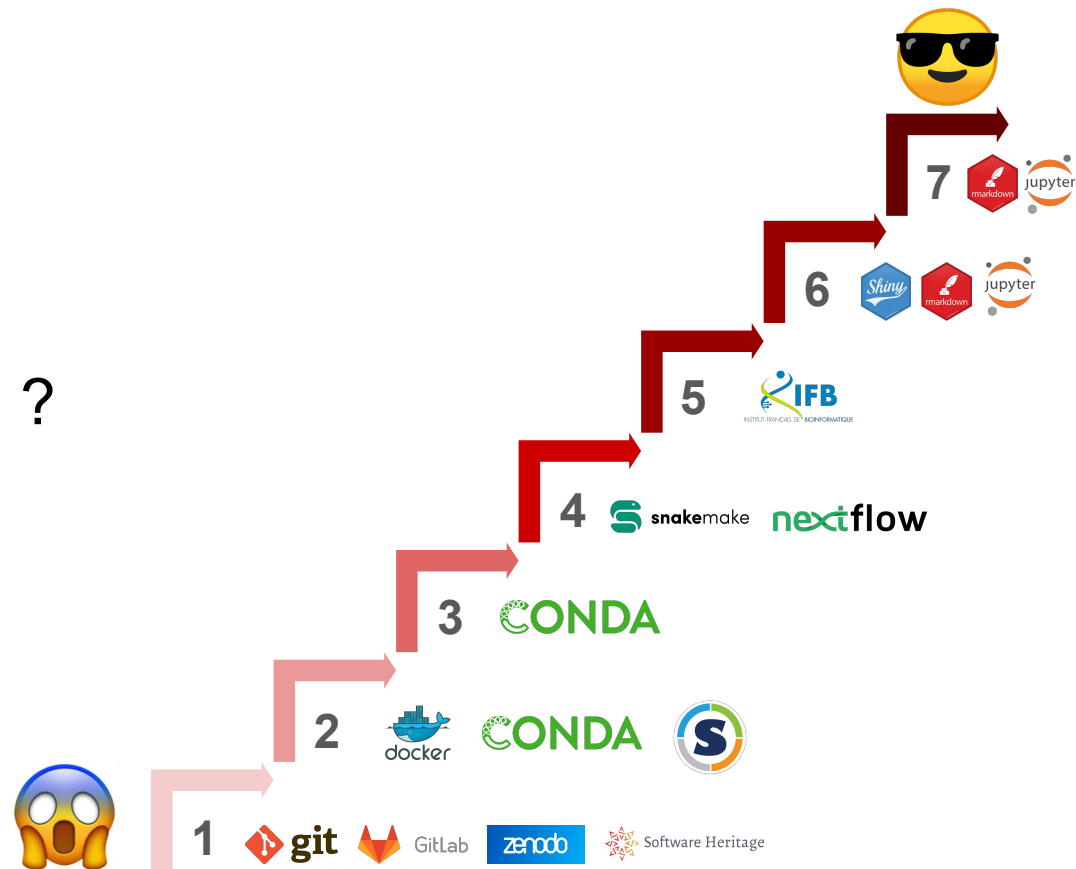 7 rmarkdown jupyter
6 Shiny rmarkdown jupyter
?
5 IFB
INSTITUT FRANÇAIS DE BIOINFORMATIQUE
4 snakemake nextflow
3 CONDA
2 docker CONDA S
1 git GitLab zenodo Software Heritage